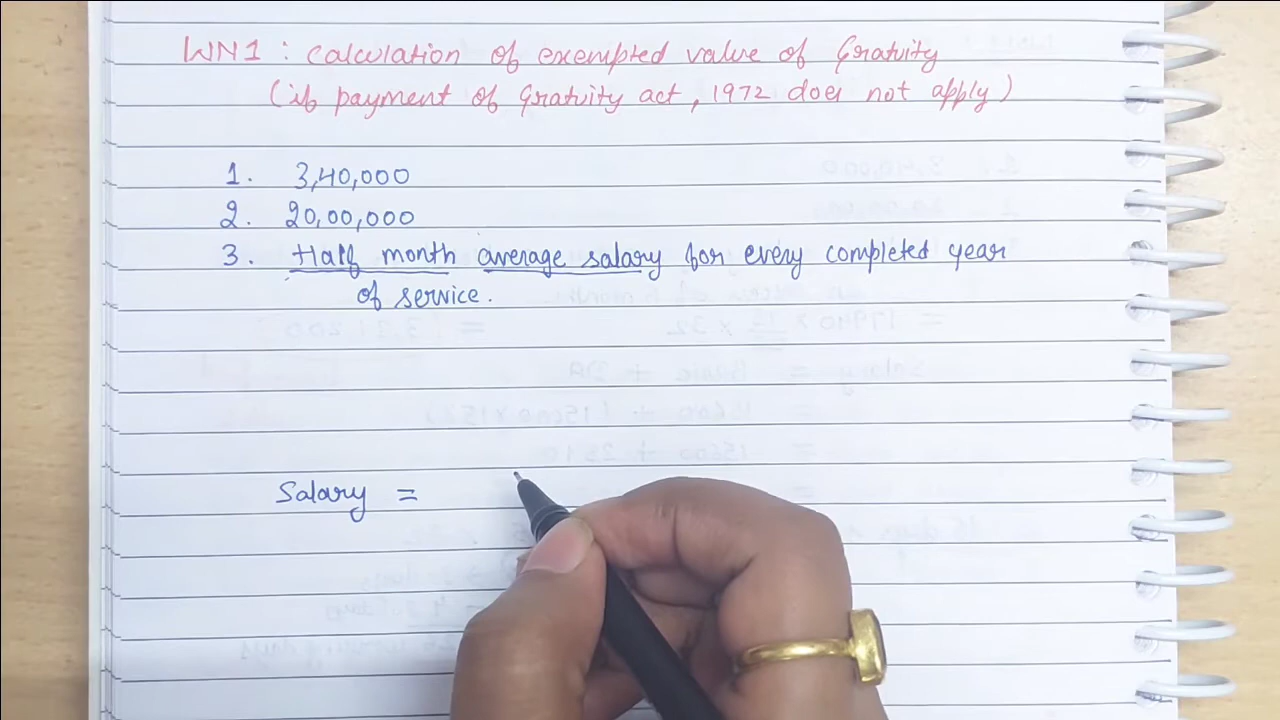 WN1 : Calculation of exempted value of Gratuity
(if payment of Gratuity act, 1972 does not apply)
1. 3,40,000
2. 20,00,000
3. Half month average salary for every completed year
of service.
Salary =